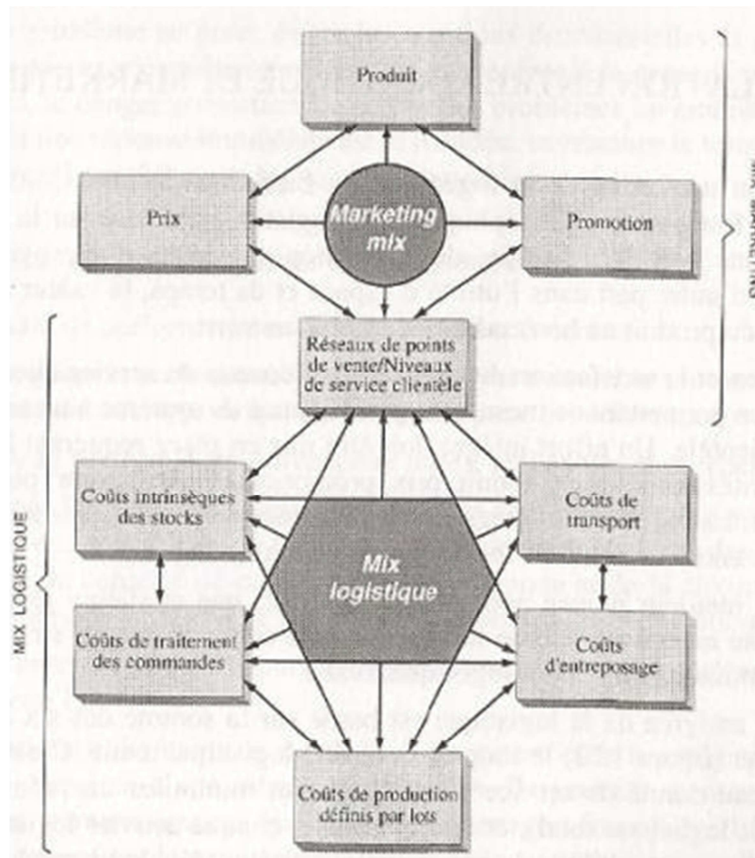 Produit
Prix
Marketing
mix
Promotion
Réseaux de points
de vente/Niveaux
de service clientèle
Coûts intrinsèques
des stocks
Coûts de
transport
Mix
logistique
MIX LOGISTIQUE
Coûts de traitement
des commandes
Coûts
d'entreposage
Coûts de production
définis par lots